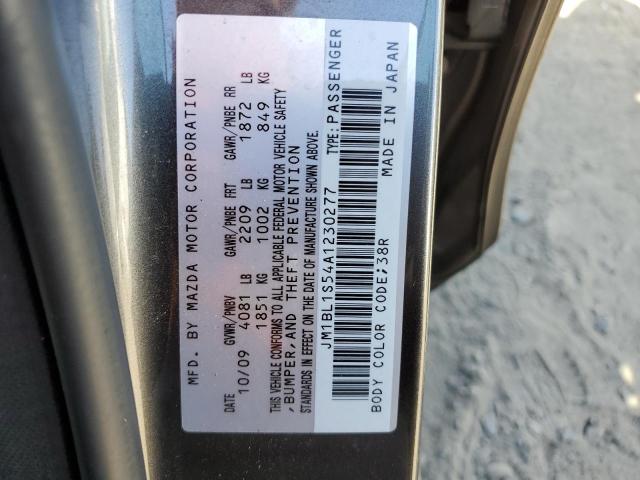 MFD. BY MAZDA MOTOR CORPORATION
DATE GVWR/PNBV GAWR/PNBE FRT GAWR/PNBE RR
10/09 4081 LB 2209 LB 1872 LB
1851 KG 1002 KG 849 KG
THIS VEHICLE CONFORMS TO ALL APPLICABLE FEDERAL MOTOR VEHICLE SAFETY
, BUMPER, AND THEFT PREVENTION
STANDARDS IN EFFECT ON THE DATE OF MANUFACTURE SHOWN ABOVE.
JM1BL1S54A1230277 TYPE: PASSENGER
BODY COLOR CODE;38R MADE IN JAPAN